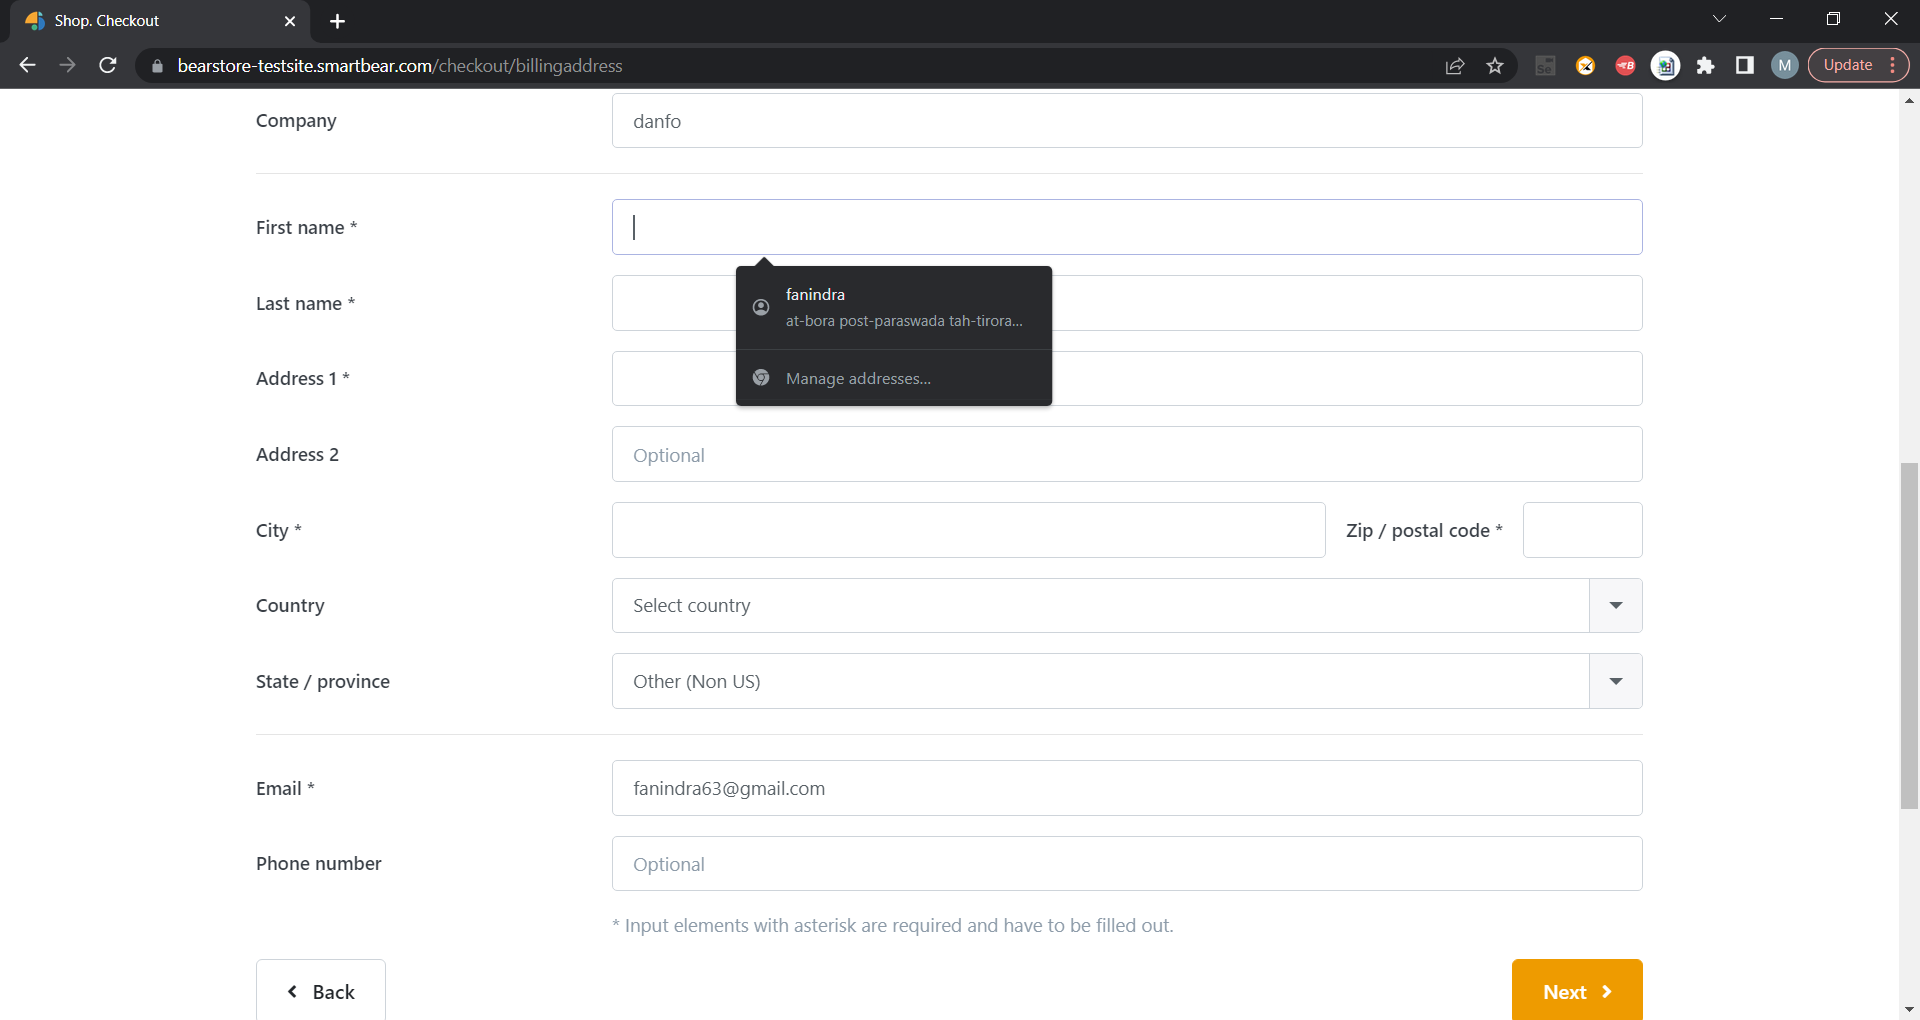 Shop. Checkout
bearstore-testsite.smartbear.com/checkout/billingaddress
Se
B
M
Update
Company
danfo
First name *
fanindra
at-bora post-paraswada tah-tirora...
Manage addresses...
Last name *
Address 1 *
Address 2
Optional
City *
Zip / postal code *
Country
Select country
State / province
Other (Non US)
Email *
fanindra63@gmail.com
Phone number
Optional
* Input elements with asterisk are required and have to be filled out.
Back
Next